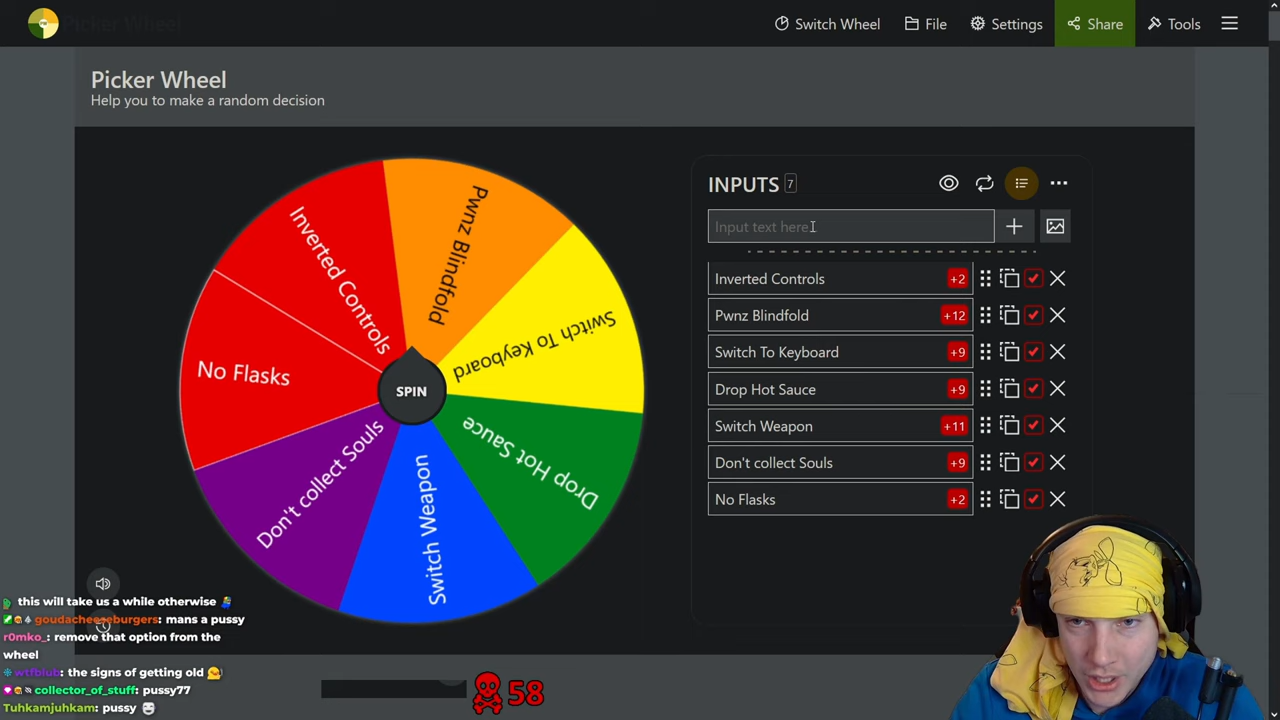 Picker Wheel
Switch Wheel
File
Settings
Share
Tools
Picker Wheel
Help you to make a random decision
Inverted Controls
Pwnz Blindfold
Switch To Keyboard
Drop Hot Sauce
Switch Weapon
Don't collect Souls
No Flasks
SPIN
INPUTS 7
Input text here
Inverted Controls +2
Pwnz Blindfold +12
Switch To Keyboard +9
Drop Hot Sauce +9
Switch Weapon +11
Don't collect Souls +9
No Flasks +2
this will take us a while otherwise
goudacheeseburgers: mans a pussy
r0mko_: remove that option from the
wheel
wtfblub: the signs of getting old
collector_of_stuff: pussy77
Tuhkamjuhkam: pussy
58